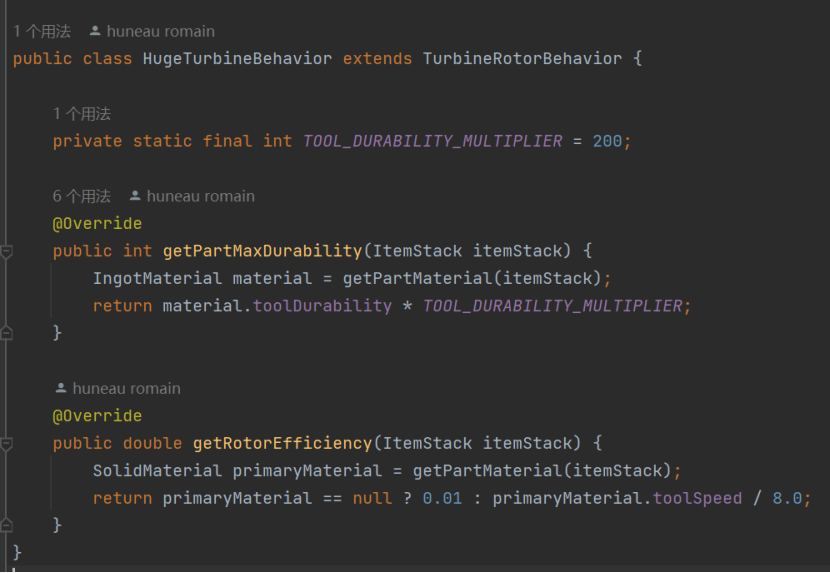 1 个用法 huneau romain
public class HugeTurbineBehavior extends TurbineRotorBehavior {
1 个用法
private static final int TOOL_DURABILITY_MULTIPLIER = 200;
6 个用法 huneau romain
@Override
public int getPartMaxDurability(ItemStack itemStack) {
IngotMaterial material = getPartMaterial(itemStack);
return material.toolDurability * TOOL_DURABILITY_MULTIPLIER;
}
huneau romain
@Override
public double getRotorEfficiency(ItemStack itemStack) {
SolidMaterial primaryMaterial = getPartMaterial(itemStack);
return primaryMaterial == null ? 0.01 : primaryMaterial.toolSpeed / 8.0;
}
}